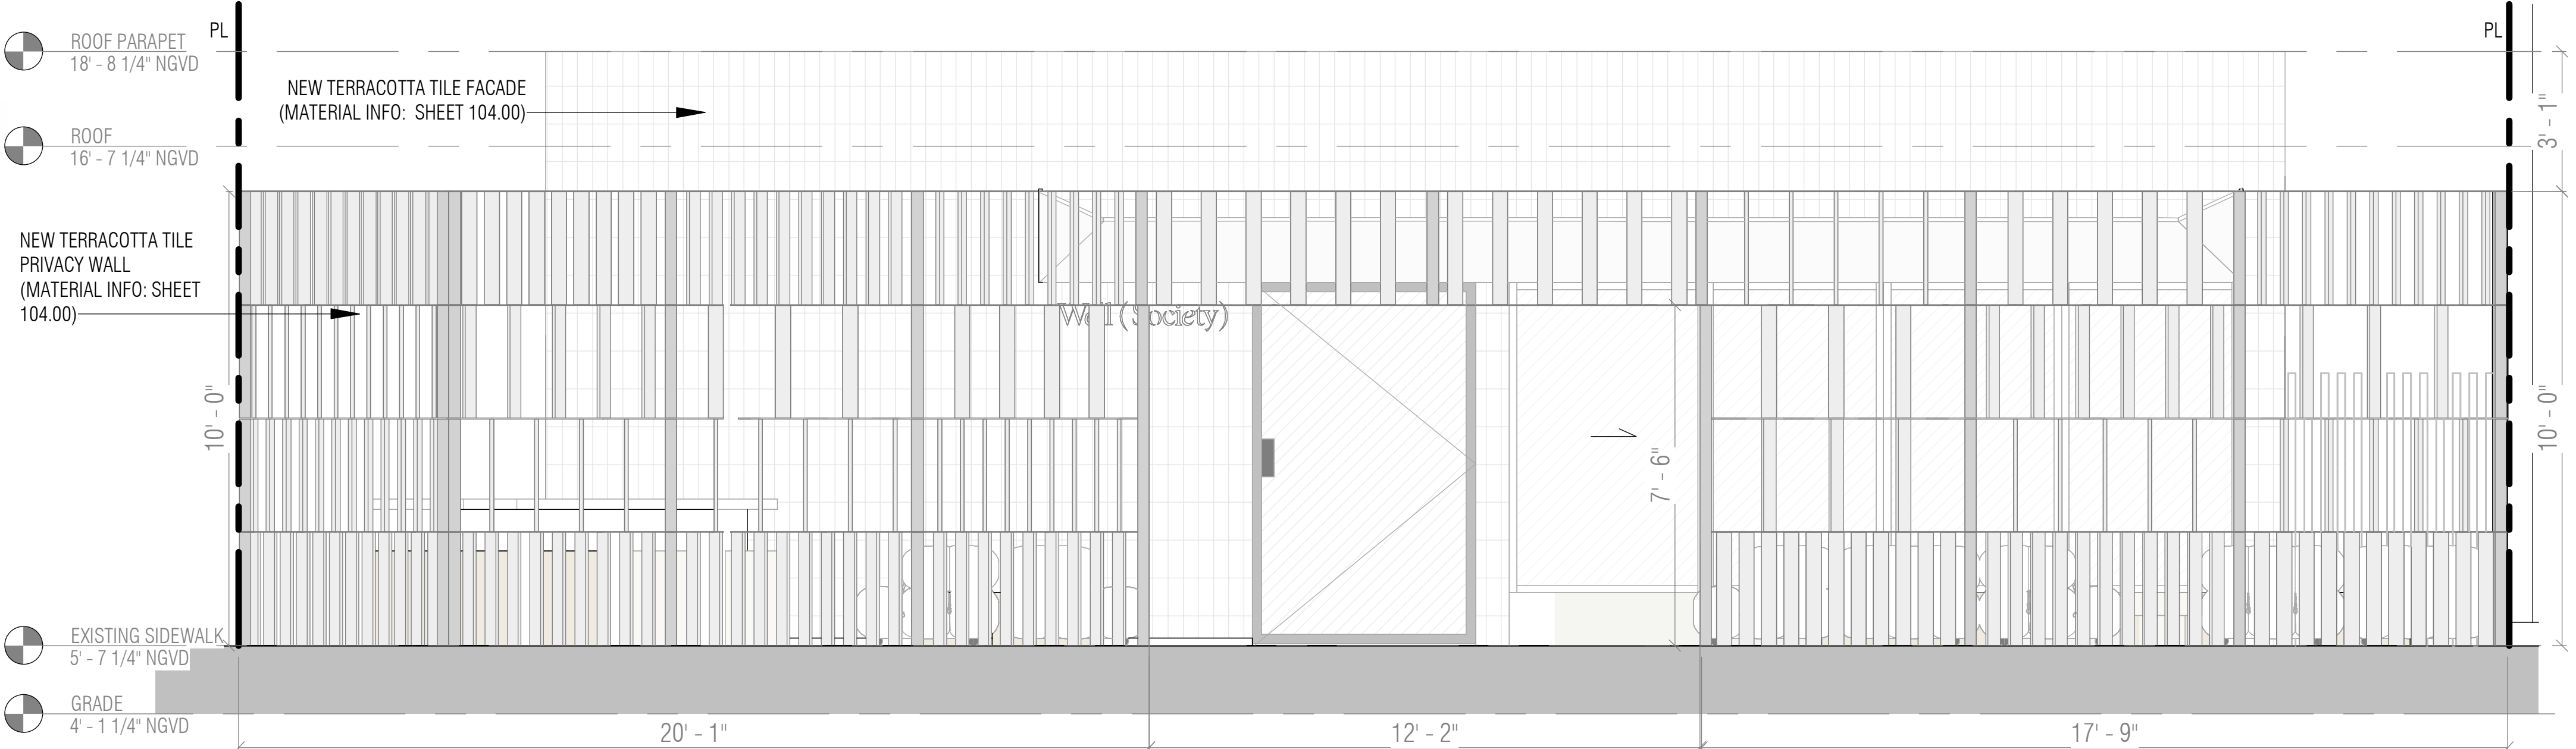 PL
PL
ROOF PARAPET
18' - 8 1/4" NGVD
NEW TERRACOTTA TILE FACADE
(MATERIAL INFO: SHEET 104.00)
3' - 1"
ROOF
16' - 7 1/4" NGVD
NEW TERRACOTTA TILE
PRIVACY WALL
(MATERIAL INFO: SHEET
104.00)
(Society)
10' - 0"
7' - 6"
10' - 0"
EXISTING SIDEWALK
5' - 7 1/4" NGVD
GRADE
4' - 1 1/4" NGVD
20' - 1"
12' - 2"
17' - 9"